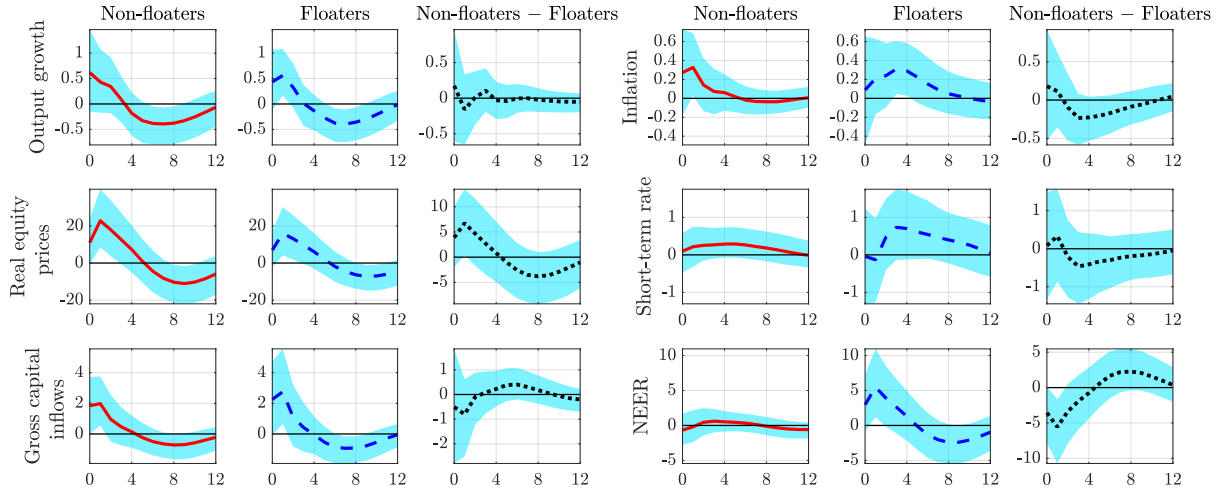 Non-floaters Floaters Non-floaters − Floaters Non-floaters Floaters Non-floaters − Floaters
Output growth
1
0.5
0
-0.5
0 4 8 12
1
0.5
0
-0.5
0 4 8 12
0.5
0
-0.5
0 4 8 12
Inflation
0.6
0.4
0.2
0
-0.2
-0.4
0 4 8 12
0.6
0.4
0.2
0
-0.2
-0.4
0 4 8 12
0.5
0
-0.5
0 4 8 12
Real equity
prices
20
0
-20
0 4 8 12
20
0
-20
0 4 8 12
10
5
0
-5
0 4 8 12
Short-term rate
1
0
-1
0 4 8 12
1
0
-1
0 4 8 12
1
0
-1
0 4 8 12
Gross capital
inflows
4
2
0
0 4 8 12
4
2
0
0 4 8 12
1
0
-1
-2
0 4 8 12
NEER
10
5
0
-5
0 4 8 12
10
5
0
-5
0 4 8 12
5
0
-5
-10
0 4 8 12